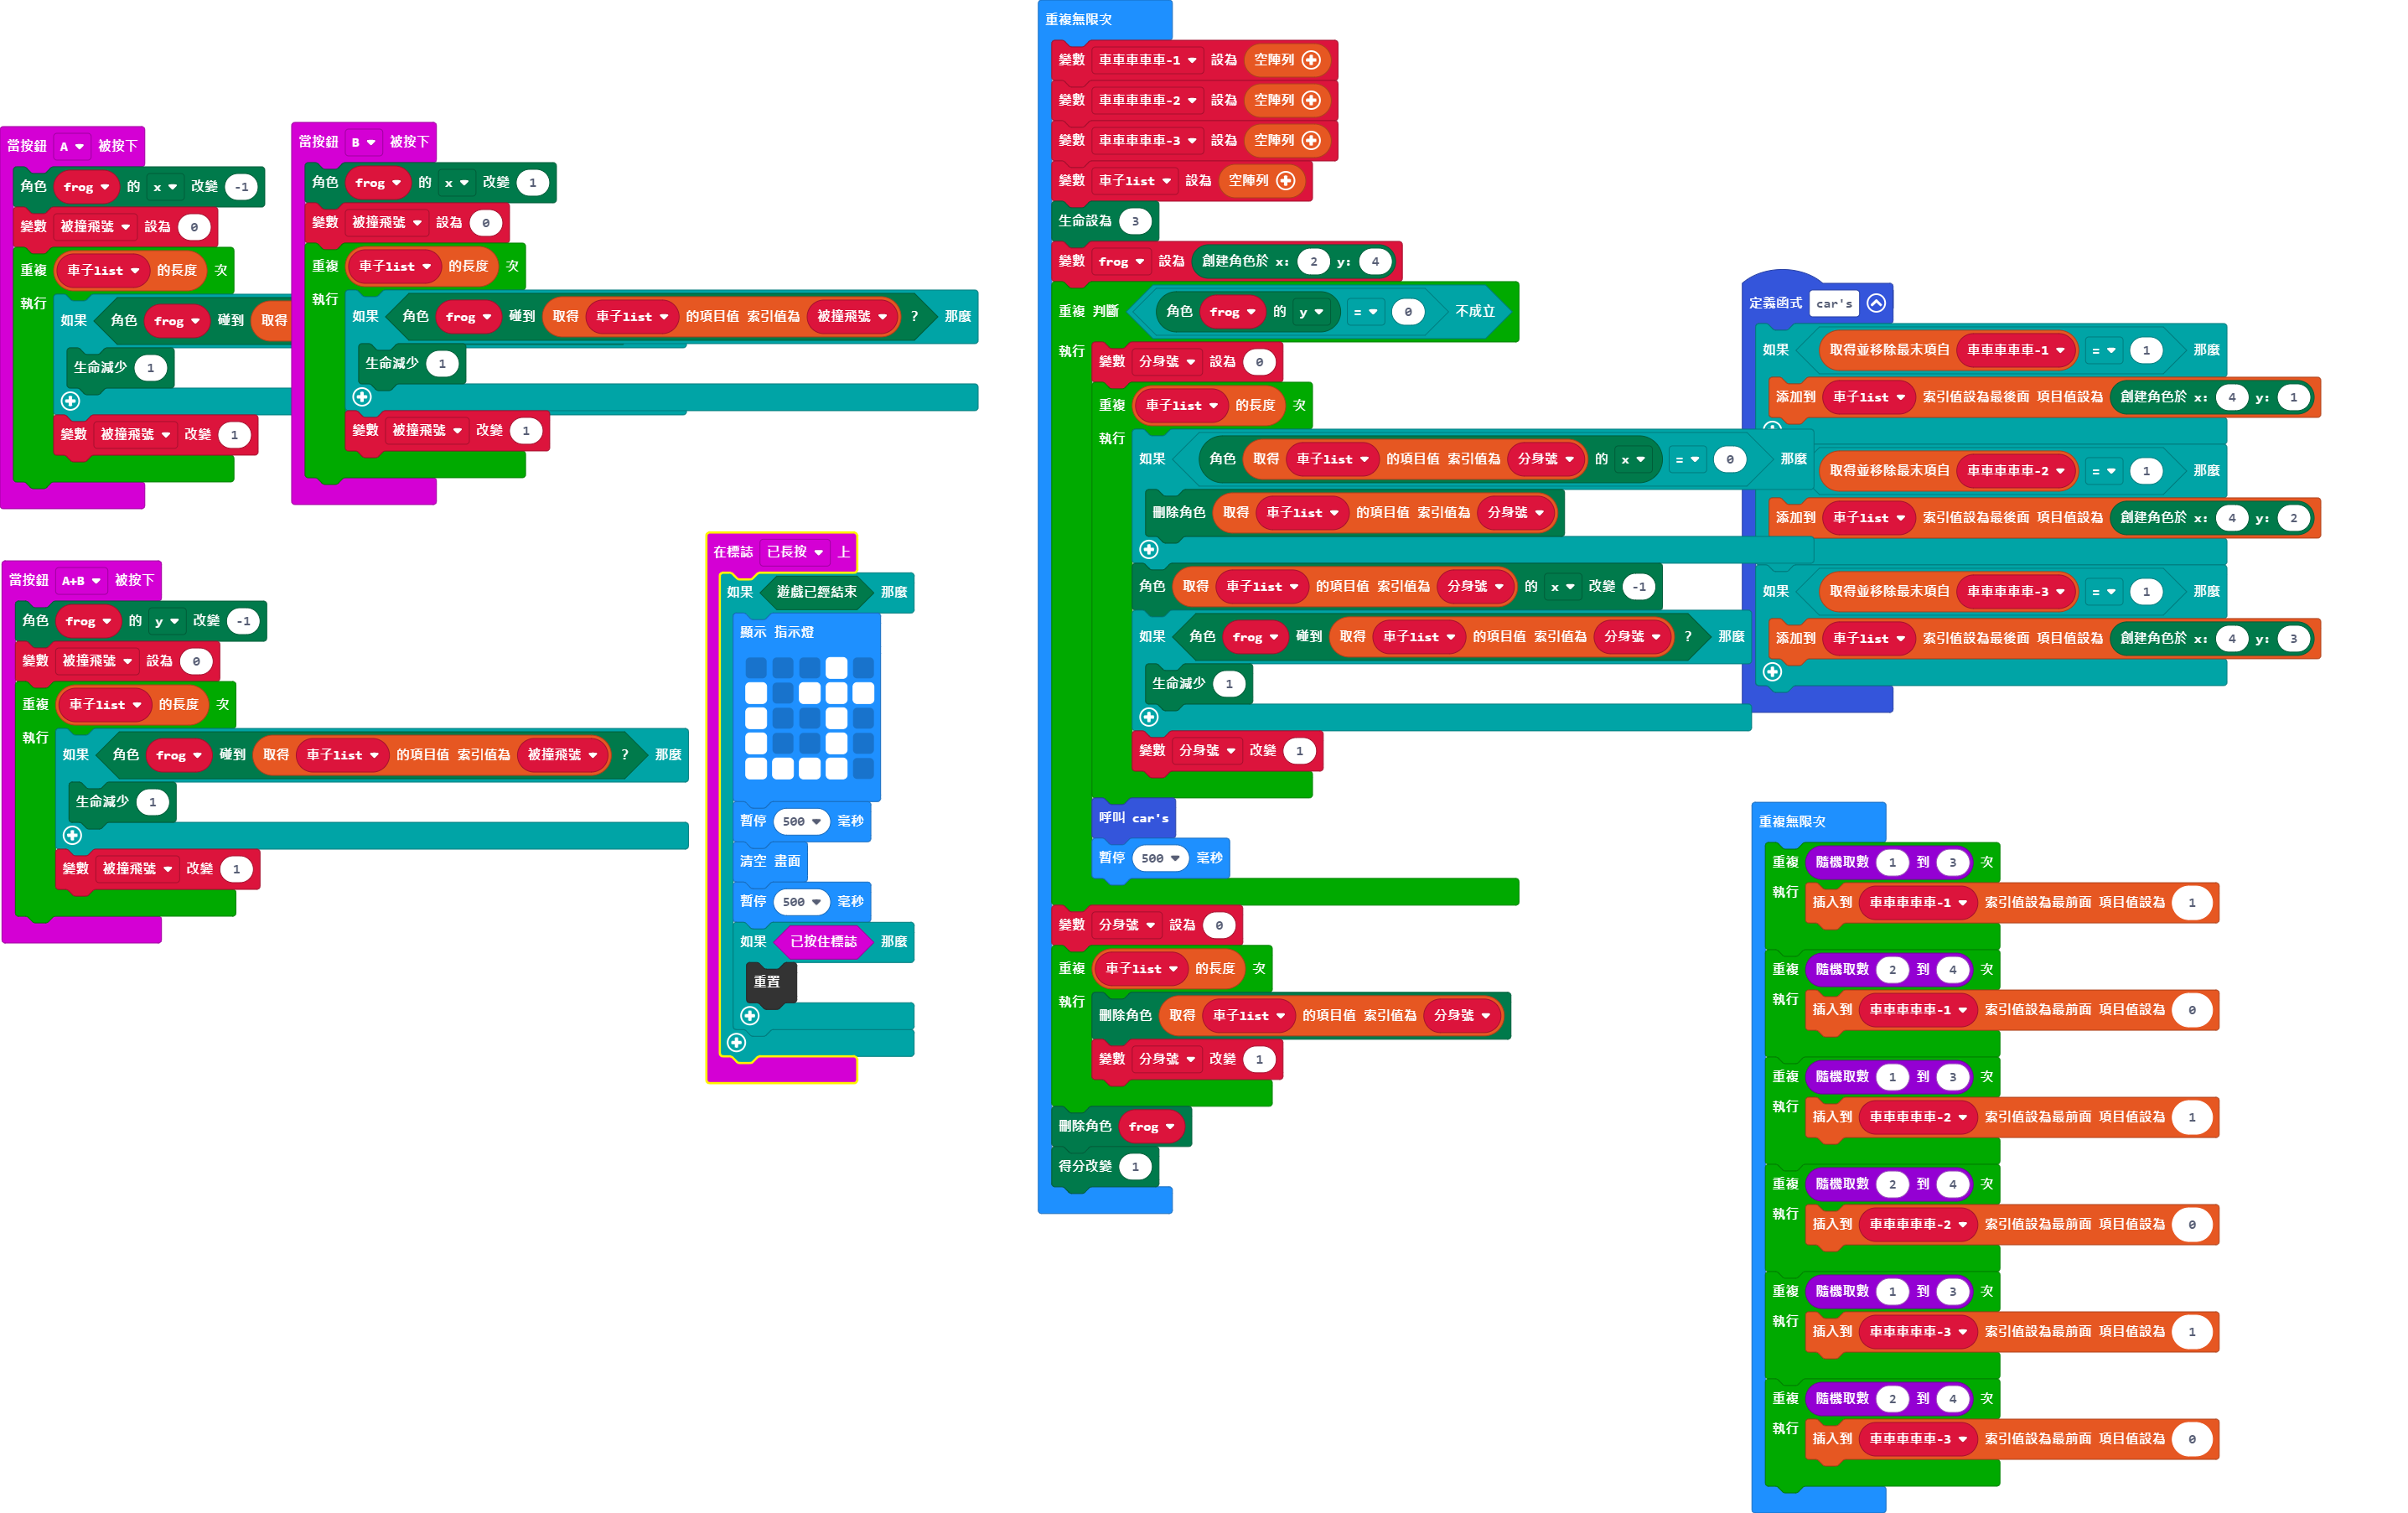 當按鈕 A 被按下
角色 frog 的 x 改變 -1
變數 被撞飛號 設為 0
重複 車子list 的長度 次
執行
如果 角色 frog 碰到 取得
生命減少 1
變數 被撞飛號 改變 1
當按鈕 B 被按下
角色 frog 的 x 改變 1
變數 被撞飛號 設為 0
重複 車子list 的長度 次
執行
如果 角色 frog 碰到 取得 車子list 的項目值 索引值為 被撞飛號 ? 那麼
生命減少 1
變數 被撞飛號 改變 1
當按鈕 A+B 被按下
角色 frog 的 y 改變 -1
變數 被撞飛號 設為 0
重複 車子list 的長度 次
執行
如果 角色 frog 碰到 取得 車子list 的項目值 索引值為 被撞飛號 ? 那麼
生命減少 1
變數 被撞飛號 改變 1
在標誌 已長按 上
如果 遊戲已經結束 那麼
顯示 指示燈
暫停 500 毫秒
清空 畫面
暫停 500 毫秒
如果 已按住標誌 那麼
重置
重複無限次
變數 車車車車車-1 設為 空陣列
變數 車車車車車-2 設為 空陣列
變數 車車車車車-3 設為 空陣列
變數 車子list 設為 空陣列
生命設為 3
變數 frog 設為 創建角色於 x: 2 y: 4
重複 判斷 角色 frog 的 y = 0 不成立
執行
變數 分身號 設為 0
重複 車子list 的長度 次
執行
如果 角色 取得 車子list 的項目值 索引值為 分身號 的 x = 0 那麼
刪除角色 取得 車子list 的項目值 索引值為 分身號
角色 取得 車子list 的項目值 索引值為 分身號 的 x 改變 -1
如果 角色 frog 碰到 取得 車子list 的項目值 索引值為 分身號 ? 那麼
生命減少 1
變數 分身號 改變 1
呼叫 car's
暫停 500 毫秒
變數 分身號 設為 0
重複 車子list 的長度 次
執行
刪除角色 取得 車子list 的項目值 索引值為 分身號
變數 分身號 改變 1
刪除角色 frog
得分改變 1
定義函式 car's
如果 取得並移除最末項自 車車車車車-1 = 1 那麼
添加到 車子list 索引值設為最後面 項目值設為 創建角色於 x: 4 y: 1
取得並移除最末項自 車車車車車-2 = 1 那麼
添加到 車子list 索引值設為最後面 項目值設為 創建角色於 x: 4 y: 2
如果 取得並移除最末項自 車車車車車-3 = 1 那麼
添加到 車子list 索引值設為最後面 項目值設為 創建角色於 x: 4 y: 3
重複無限次
重複 隨機取數 1 到 3 次
執行
插入到 車車車車車-1 索引值設為最前面 項目值設為 1
重複 隨機取數 2 到 4 次
執行
插入到 車車車車車-1 索引值設為最前面 項目值設為 0
重複 隨機取數 1 到 3 次
執行
插入到 車車車車車-2 索引值設為最前面 項目值設為 1
重複 隨機取數 2 到 4 次
執行
插入到 車車車車車-2 索引值設為最前面 項目值設為 0
重複 隨機取數 1 到 3 次
執行
插入到 車車車車車-3 索引值設為最前面 項目值設為 1
重複 隨機取數 2 到 4 次
執行
插入到 車車車車車-3 索引值設為最前面 項目值設為 0